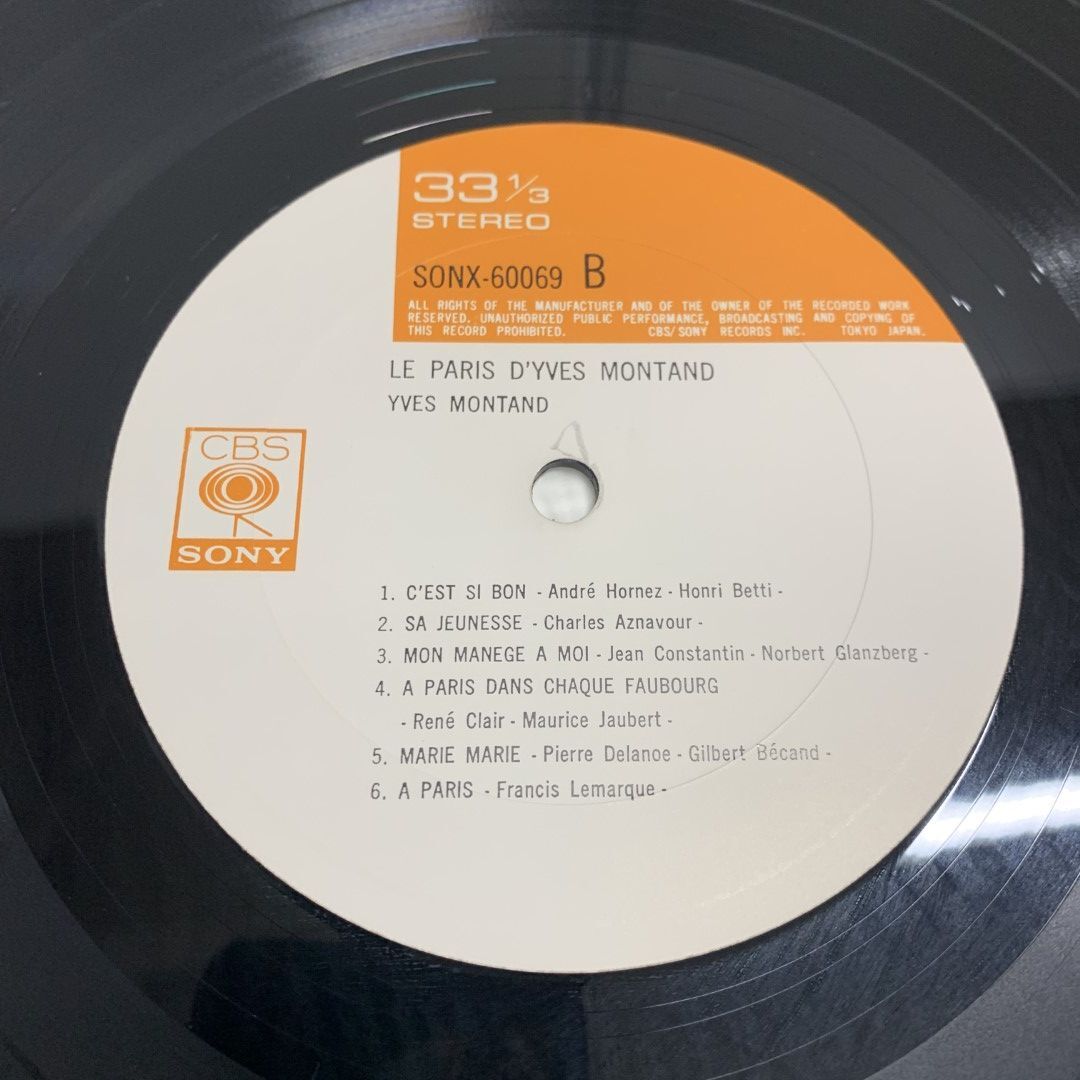 33 1/3
STEREO
SONX-60069 B
ALL RIGHTS OF THE MANUFACTURER AND OF THE OWNER OF THE RECORDED WORK
RESERVED. UNAUTHORIZED PUBLIC PERFORMANCE, BROADCASTING AND COPYING OF
THIS RECORD PROHIBITED. CBS/SONY RECORDS INC. TOKYO JAPAN.
LE PARIS D'YVES MONTAND
YVES MONTAND
CBS
SONY
1. C'EST SI BON - André Hornez - Honri Betti -
2. SA JEUNESSE - Charles Aznavour -
3. MON MANEGE A MOI - Jean Constantin - Norbert Glanzberg -
4. A PARIS DANS CHAQUE FAUBOURG
- René Clair - Maurice Jaubert -
5. MARIE MARIE - Pierre Delanoe - Gilbert Bécand -
6. A PARIS - Francis Lemarque -